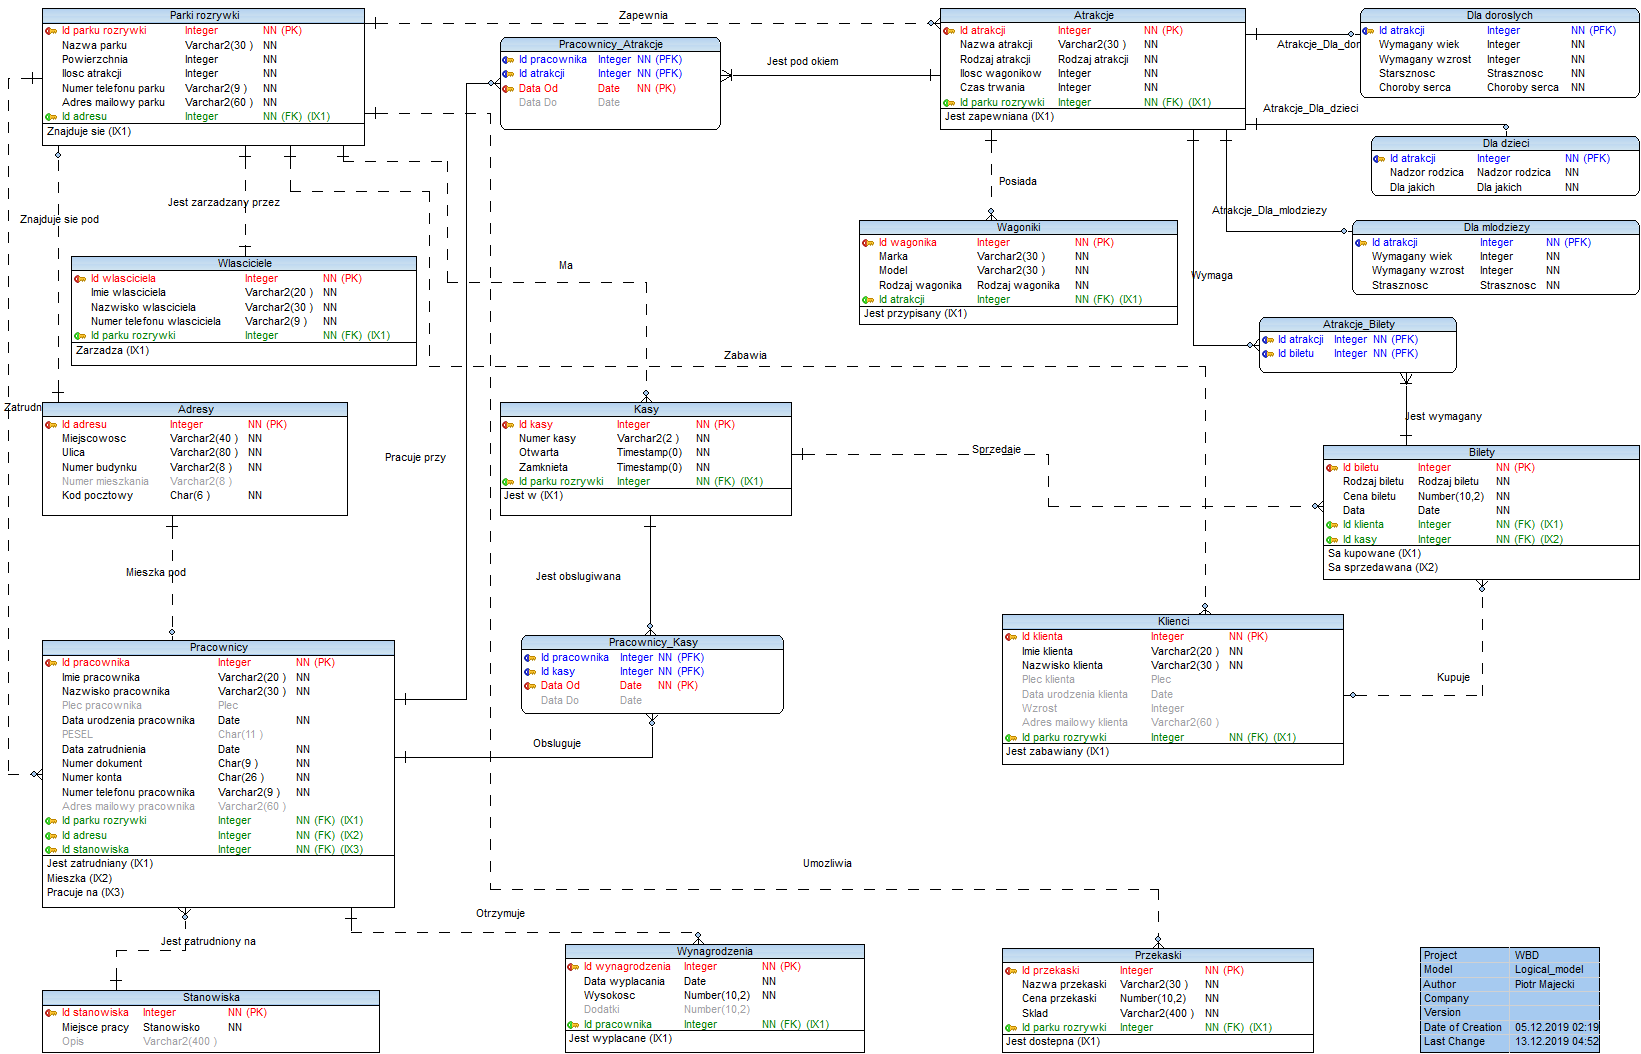 Parki rozrywki
Id parku rozrywki Integer NN (PK)
Nazwa parku Varchar2(30 ) NN
Powierzchnia Integer NN
Ilosc atrakcji Integer NN
Numer telefonu parku Varchar2(9 ) NN
Adres mailowy parku Varchar2(60 ) NN
Id adresu Integer NN (FK) (IX1)
Znajduje sie (IX1)
Zapewnia
Pracownicy_Atrakcje
Id pracownika Integer NN (PFK)
Id atrakcji Integer NN (PFK)
Data Od Date NN (PK)
Data Do Date
Jest pod okiem
Atrakcje
Id atrakcji Integer NN (PK)
Nazwa atrakcji Varchar2(30 ) NN
Rodzaj atrakcji Rodzaj atrakcji NN
Ilosc wagonikow Integer NN
Czas trwania Integer NN
Id parku rozrywki Integer NN (FK) (IX1)
Jest zapewniana (IX1)
Atrakcje_Dla_dor
Dla doroslych
Id atrakcji Integer NN (PFK)
Wymagany wiek Integer NN
Wymagany wzrost Integer NN
Starsznosc Strasznosc NN
Choroby serca Choroby serca NN
Atrakcje_Dla_dzieci
Dla dzieci
Id atrakcji Integer NN (PFK)
Nadzor rodzica Nadzor rodzica NN
Dla jakich Dla jakich NN
Atrakcje_Dla_mlodziezy
Dla mlodziezy
Id atrakcji Integer NN (PFK)
Wymagany wiek Integer NN
Wymagany wzrost Integer NN
Strasznosc Strasznosc NN
Posiada
Wagoniki
Id wagonika Integer NN (PK)
Marka Varchar2(30 ) NN
Model Varchar2(30 ) NN
Rodzaj wagonika Rodzaj wagonika NN
Id atrakcji Integer NN (FK) (IX1)
Jest przypisany (IX1)
Wymaga
Atrakcje_Bilety
Id atrakcji Integer NN (PFK)
Id biletu Integer NN (PFK)
Jest wymagany
Znajduje sie pod
Jest zarzadzany przez
Wlasciciele
Id wlasciciela Integer NN (PK)
Imie wlasciciela Varchar2(20 ) NN
Nazwisko wlasciciela Varchar2(30 ) NN
Numer telefonu wlasciciela Varchar2(9 ) NN
Id parku rozrywki Integer NN (FK) (IX1)
Zarzadza (IX1)
Ma
Zabawia
Zatrudn
Adresy
Id adresu Integer NN (PK)
Miejscowosc Varchar2(40 ) NN
Ulica Varchar2(80 ) NN
Numer budynku Varchar2(8 ) NN
Numer mieszkania Varchar2(8 )
Kod pocztowy Char(6 ) NN
Pracuje przy
Kasy
Id kasy Integer NN (PK)
Numer kasy Varchar2(2 ) NN
Otwarta Timestamp(0) NN
Zamknieta Timestamp(0) NN
Id parku rozrywki Integer NN (FK) (IX1)
Jest w (IX1)
Sprzedaje
Bilety
Id biletu Integer NN (PK)
Rodzaj biletu Rodzaj biletu NN
Cena biletu Number(10,2) NN
Data Date NN
Id klienta Integer NN (FK) (IX1)
Id kasy Integer NN (FK) (IX2)
Sa kupowane (IX1)
Sa sprzedawana (IX2)
Mieszka pod
Jest obslugiwana
Pracownicy
Id pracownika Integer NN (PK)
Imie pracownika Varchar2(20 ) NN
Nazwisko pracownika Varchar2(30 ) NN
Plec pracownika Plec
Data urodzenia pracownika Date NN
PESEL Char(11 )
Data zatrudnienia Date NN
Numer dokument Char(9 ) NN
Numer konta Char(26 ) NN
Numer telefonu pracownika Varchar2(9 ) NN
Adres mailowy pracownika Varchar2(60 )
Id parku rozrywki Integer NN (FK) (IX1)
Id adresu Integer NN (FK) (IX2)
Id stanowiska Integer NN (FK) (IX3)
Jest zatrudniany (IX1)
Mieszka (IX2)
Pracuje na (IX3)
Pracownicy_Kasy
Id pracownika Integer NN (PFK)
Id kasy Integer NN (PFK)
Data Od Date NN (PK)
Data Do Date
Obsluguje
Klienci
Id klienta Integer NN (PK)
Imie klienta Varchar2(20 ) NN
Nazwisko klienta Varchar2(30 ) NN
Plec klienta Plec
Data urodzenia klienta Date
Wzrost Integer
Adres mailowy klienta Varchar2(60 )
Id parku rozrywki Integer NN (FK) (IX1)
Jest zabawiany (IX1)
Kupuje
Umozliwia
Otrzymuje
Jest zatrudniony na
Stanowiska
Id stanowiska Integer NN (PK)
Miejsce pracy Stanowisko NN
Opis Varchar2(400 )
Wynagrodzenia
Id wynagrodzenia Integer NN (PK)
Data wyplacania Date NN
Wysokosc Number(10,2) NN
Dodatki Number(10,2)
Id pracownika Integer NN (FK) (IX1)
Jest wyplacane (IX1)
Przekaski
Id przekaski Integer NN (PK)
Nazwa przekaski Varchar2(30 ) NN
Cena przekaski Number(10,2) NN
Sklad Varchar2(400 ) NN
Id parku rozrywki Integer NN (FK) (IX1)
Jest dostepna (IX1)
Project WBD
Model Logical_model
Author Piotr Majecki
Company
Version
Date of Creation 05.12.2019 02:19
Last Change 13.12.2019 04:52